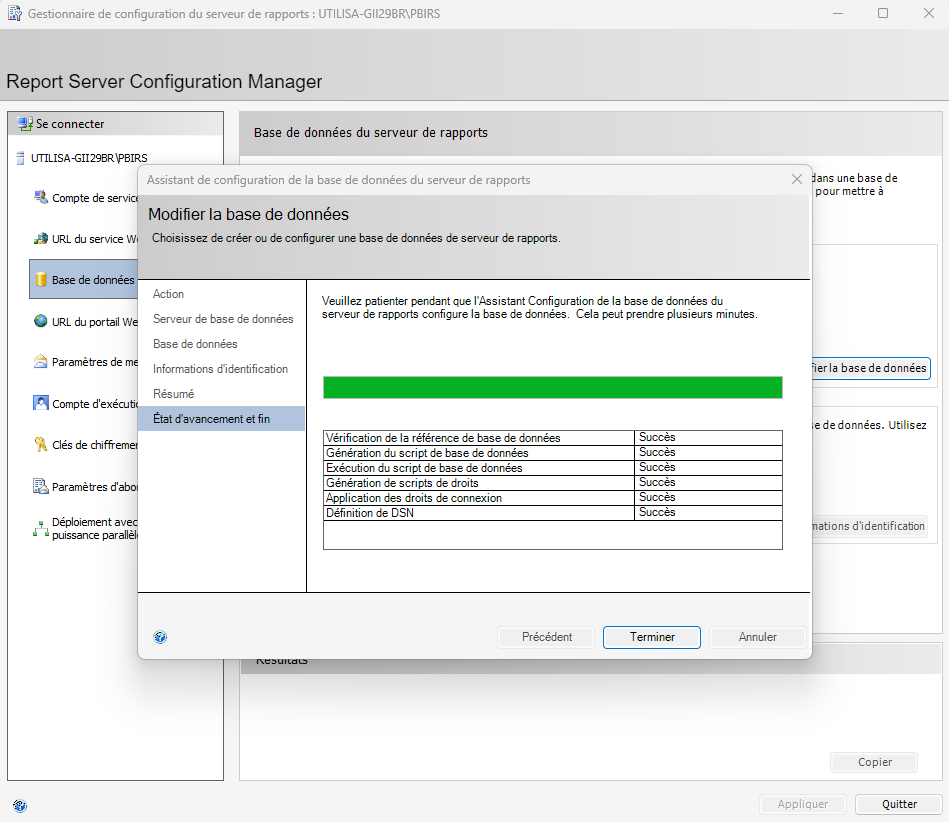 Gestionnaire de configuration du serveur de rapports : UTILISA-GII29BR\PBIRS
Report Server Configuration Manager
Se connecter
UTILISA-GII29BR\PBIRS
Compte de service
URL du service
Base de données
URL du portail
Paramètres de
Compte
Clés de
Paramètres
Déploiement avec
puissance
Base de données du serveur de rapports
dans une base de
pour mettre à
la base de données
de données. Utilisez
d'identification
Assistant de configuration de la base de données du serveur de rapports
Modifier la base de données
Choisissez de créer ou de configurer une base de données de serveur de rapports.
Action
Serveur de base de données
Base de données
Informations d'identification
Résumé
État d'avancement et fin
Veuillez patienter pendant que l'Assistant Configuration de la base de données du
serveur de rapports configure la base de données. Cela peut prendre plusieurs minutes.
Vérification de la référence de base de données Succès
Génération du script de base de données Succès
Exécution du script de base de données Succès
Génération de scripts de droits Succès
Application des droits de connexion Succès
Définition de DSN Succès
Précédent Terminer Annuler
Résultats
Copier
Appliquer Quitter